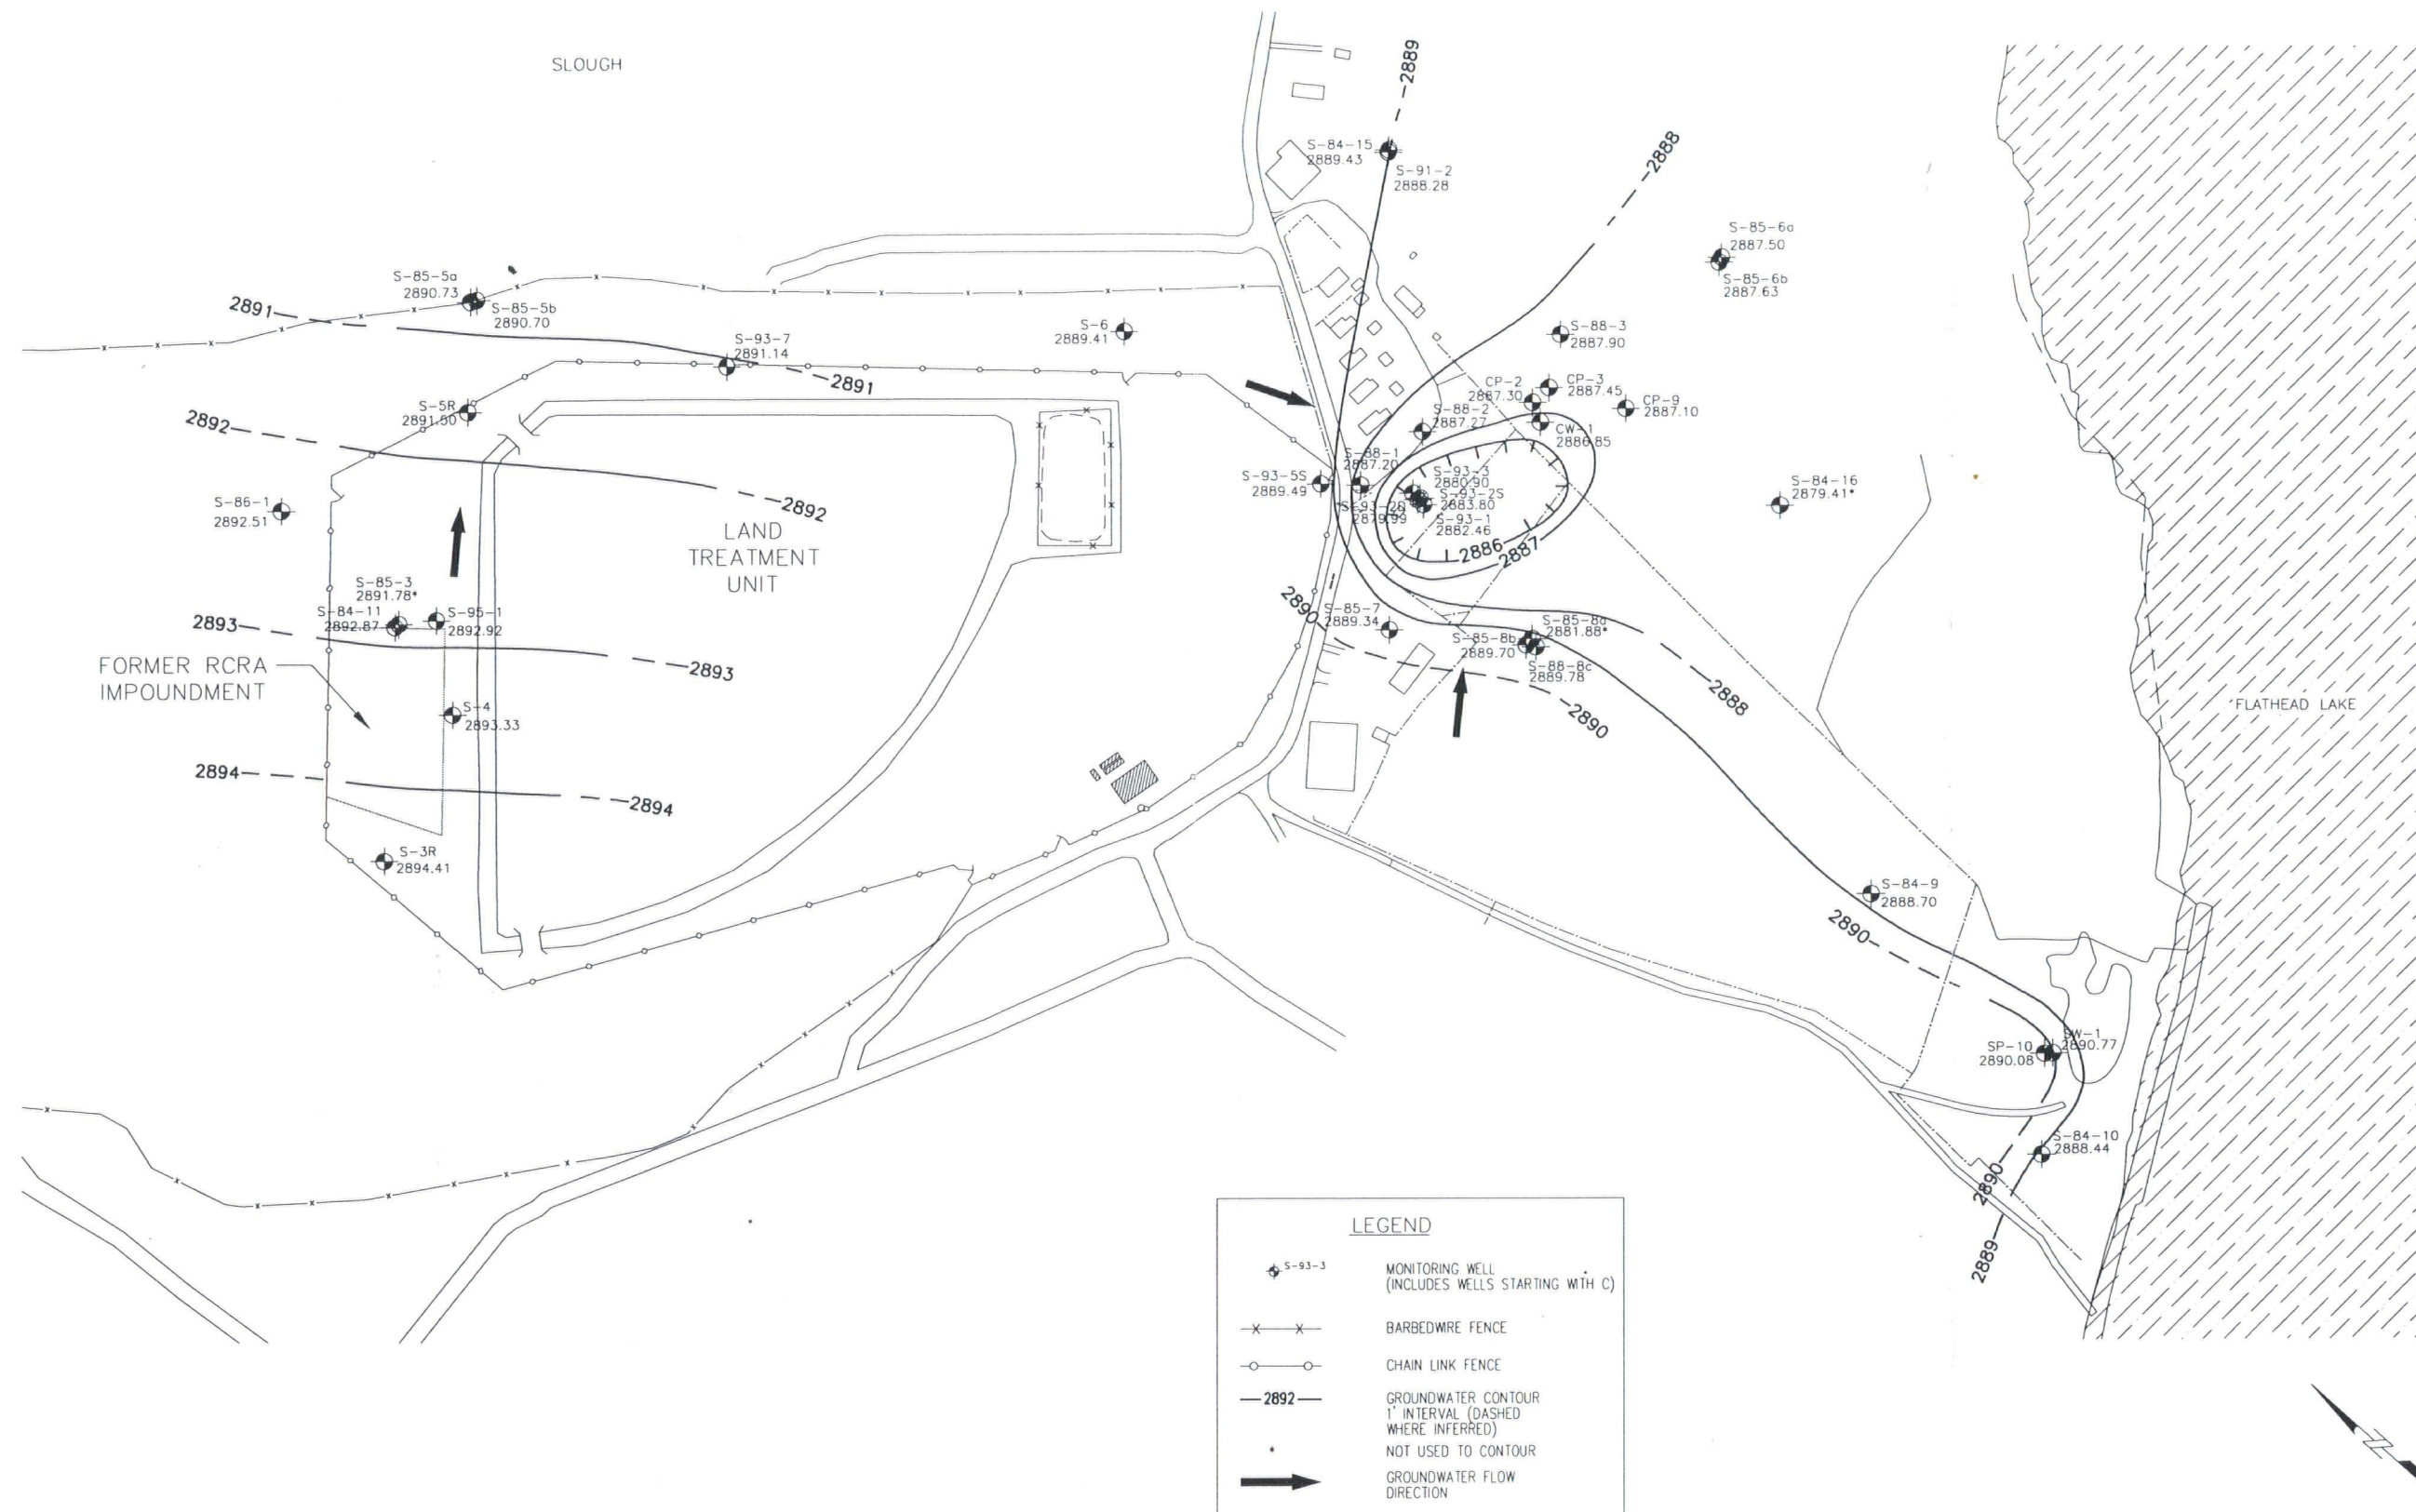 SLOUGH
2889
S-84-15
2889.43
S-91-2
2888.28
2888
S-85-6a
2887.50
S-85-6b
2887.63
S-85-5a
2890.73
S-85-5b
2890.70
2891
S-93-7
2891.14
2891
S-6
2889.41
S-88-3
2887.90
CP-2
2887.30
CP-3
2887.45
CP-9
2887.10
S-88-2
2887.27
CW-1
2886.85
S-5R
2891.50
2892
2892
S-86-1
2892.51
S-88-1
2887.20
S-93-5S
2889.49
S-93-3
2880.90
S-93-2S
2883.80
S-93-2D
2879.99
S-93-1
2882.46
2886
2887
S-84-16
2879.41*
LAND
TREATMENT
UNIT
S-85-3
2891.78*
S-84-11
2892.87
S-95-1
2892.92
2893
2893
FORMER RCRA
IMPOUNDMENT
S-4
2893.33
2890
S-85-7
2889.34
S-85-8a
2881.88*
S-85-8b
2889.70
S-88-8c
2889.78
2890
2888
FLATHEAD LAKE
2894
2894
S-3R
2894.41
S-84-9
2888.70
2890
SW-1
2890.77
SP-10
2890.08
S-84-10
2888.44
2890
2889
LEGEND
S-93-3
MONITORING WELL
(INCLUDES WELLS STARTING WITH C)
X X
BARBEDWIRE FENCE
CHAIN LINK FENCE
2892
GROUNDWATER CONTOUR
1' INTERVAL (DASHED
WHERE INFERRED)
* NOT USED TO CONTOUR
GROUNDWATER FLOW
DIRECTION
N